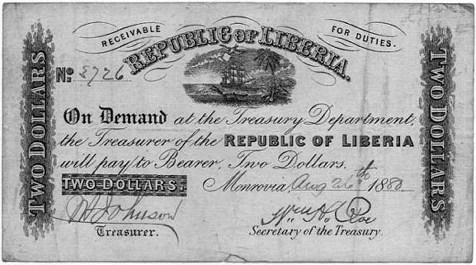 RECEIVABLE FOR DUTIES.
REPUBLIC OF LIBERIA.
No 3726
On Demand at the Treasury Department,
the Treasurer of the REPUBLIC OF LIBERIA
will pay to Bearer, Two Dollars.
TWO-DOLLARS. Monrovia Aug 26th 1880
Johnson
Treasurer. Secretary of the Treasury.
TWO DOLLARS
TWO DOLLARS